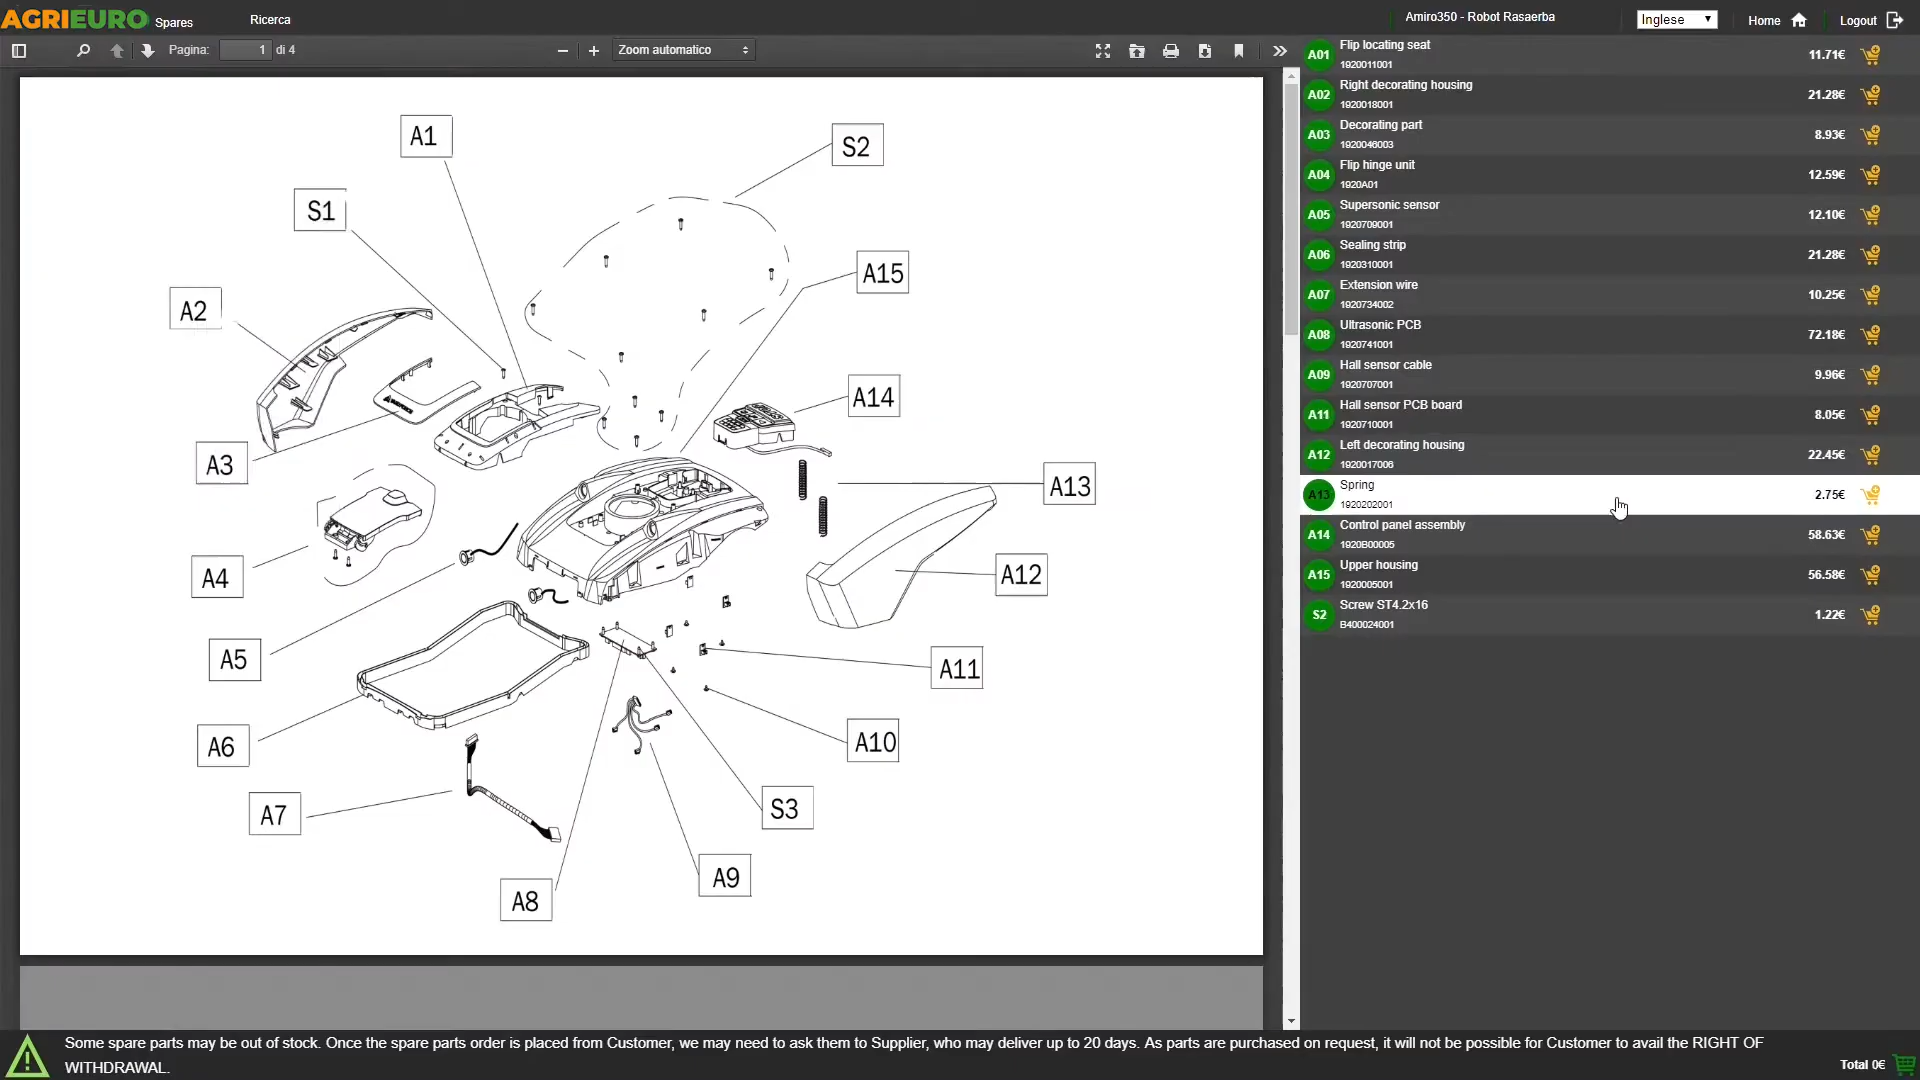 AGRIEURO Spares
Ricerca
Amiro350 - Robot Rasaerba
Inglese
Home
Logout
Pagina: 1 di 4
Zoom automatico
A1
S2
S1
A15
A2
A14
A3
A13
A4
A12
A5
A11
A6
A10
A7
S3
A9
A8
A01 Flip locating seat 11.71€
1920011001
A02 Right decorating housing 21.28€
1920018001
A03 Decorating part 8.93€
1920046003
A04 Flip hinge unit 12.59€
1920A01
A05 Supersonic sensor 12.10€
1920709001
A06 Sealing strip 21.28€
1920310001
A07 Extension wire 10.25€
1920734002
A08 Ultrasonic PCB 72.18€
1920741001
A09 Hall sensor cable 9.96€
1920707001
A11 Hall sensor PCB board 8.05€
1920710001
A12 Left decorating housing 22.45€
1920017006
A13 Spring 2.75€
1920202001
A14 Control panel assembly 58.63€
1920B00005
A15 Upper housing 56.58€
1920005001
S2 Screw ST4.2x16 1.22€
B400024001
Some spare parts may be out of stock. Once the spare parts order is placed from Customer, we may need to ask them to Supplier, who may deliver up to 20 days. As parts are purchased on request, it will not be possible for Customer to avail the RIGHT OF
WITHDRAWAL.
Total 0€